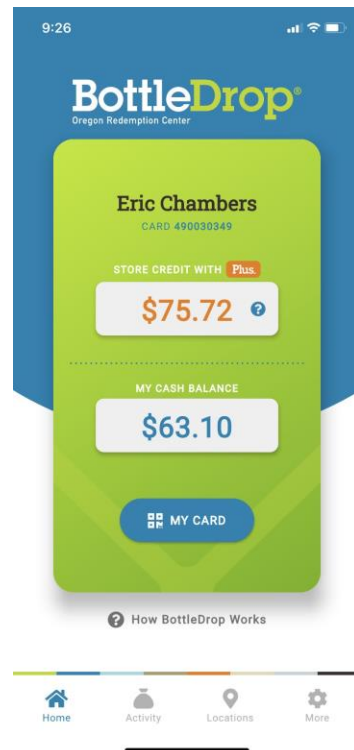 9:26
BottleDrop®
Oregon Redemption Center
Eric Chambers
CARD 490030349
STORE CREDIT WITH Plus.
$75.72 ?
MY CASH BALANCE
$63.10
MY CARD
? How BottleDrop Works
Home Activity Locations More